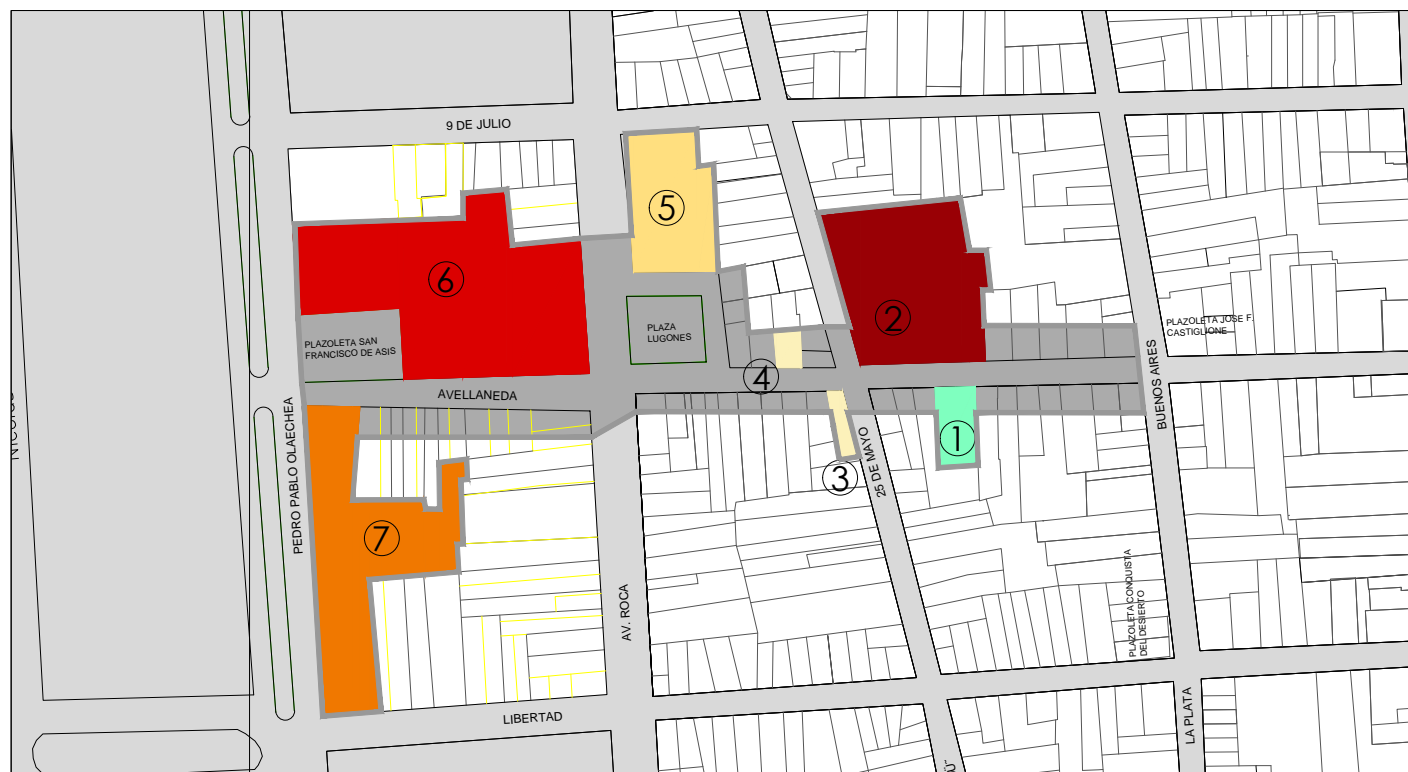 9 DE JULIO
5
6
2
PLAZOLETA JOSE F.
CASTIGLIONE
PLAZA
LUGONES
PLAZOLETA SAN
FRANCISCO DE ASIS
BUENOS AIRES
4
AVELLANEDA
PEDRO PABLO OLAECHEA
1
25 DE MAYO
3
7
PLAZOLETA CONQUISTA
DEL DESIERTO
AV. ROCA
LIBERTAD
LA PLATA